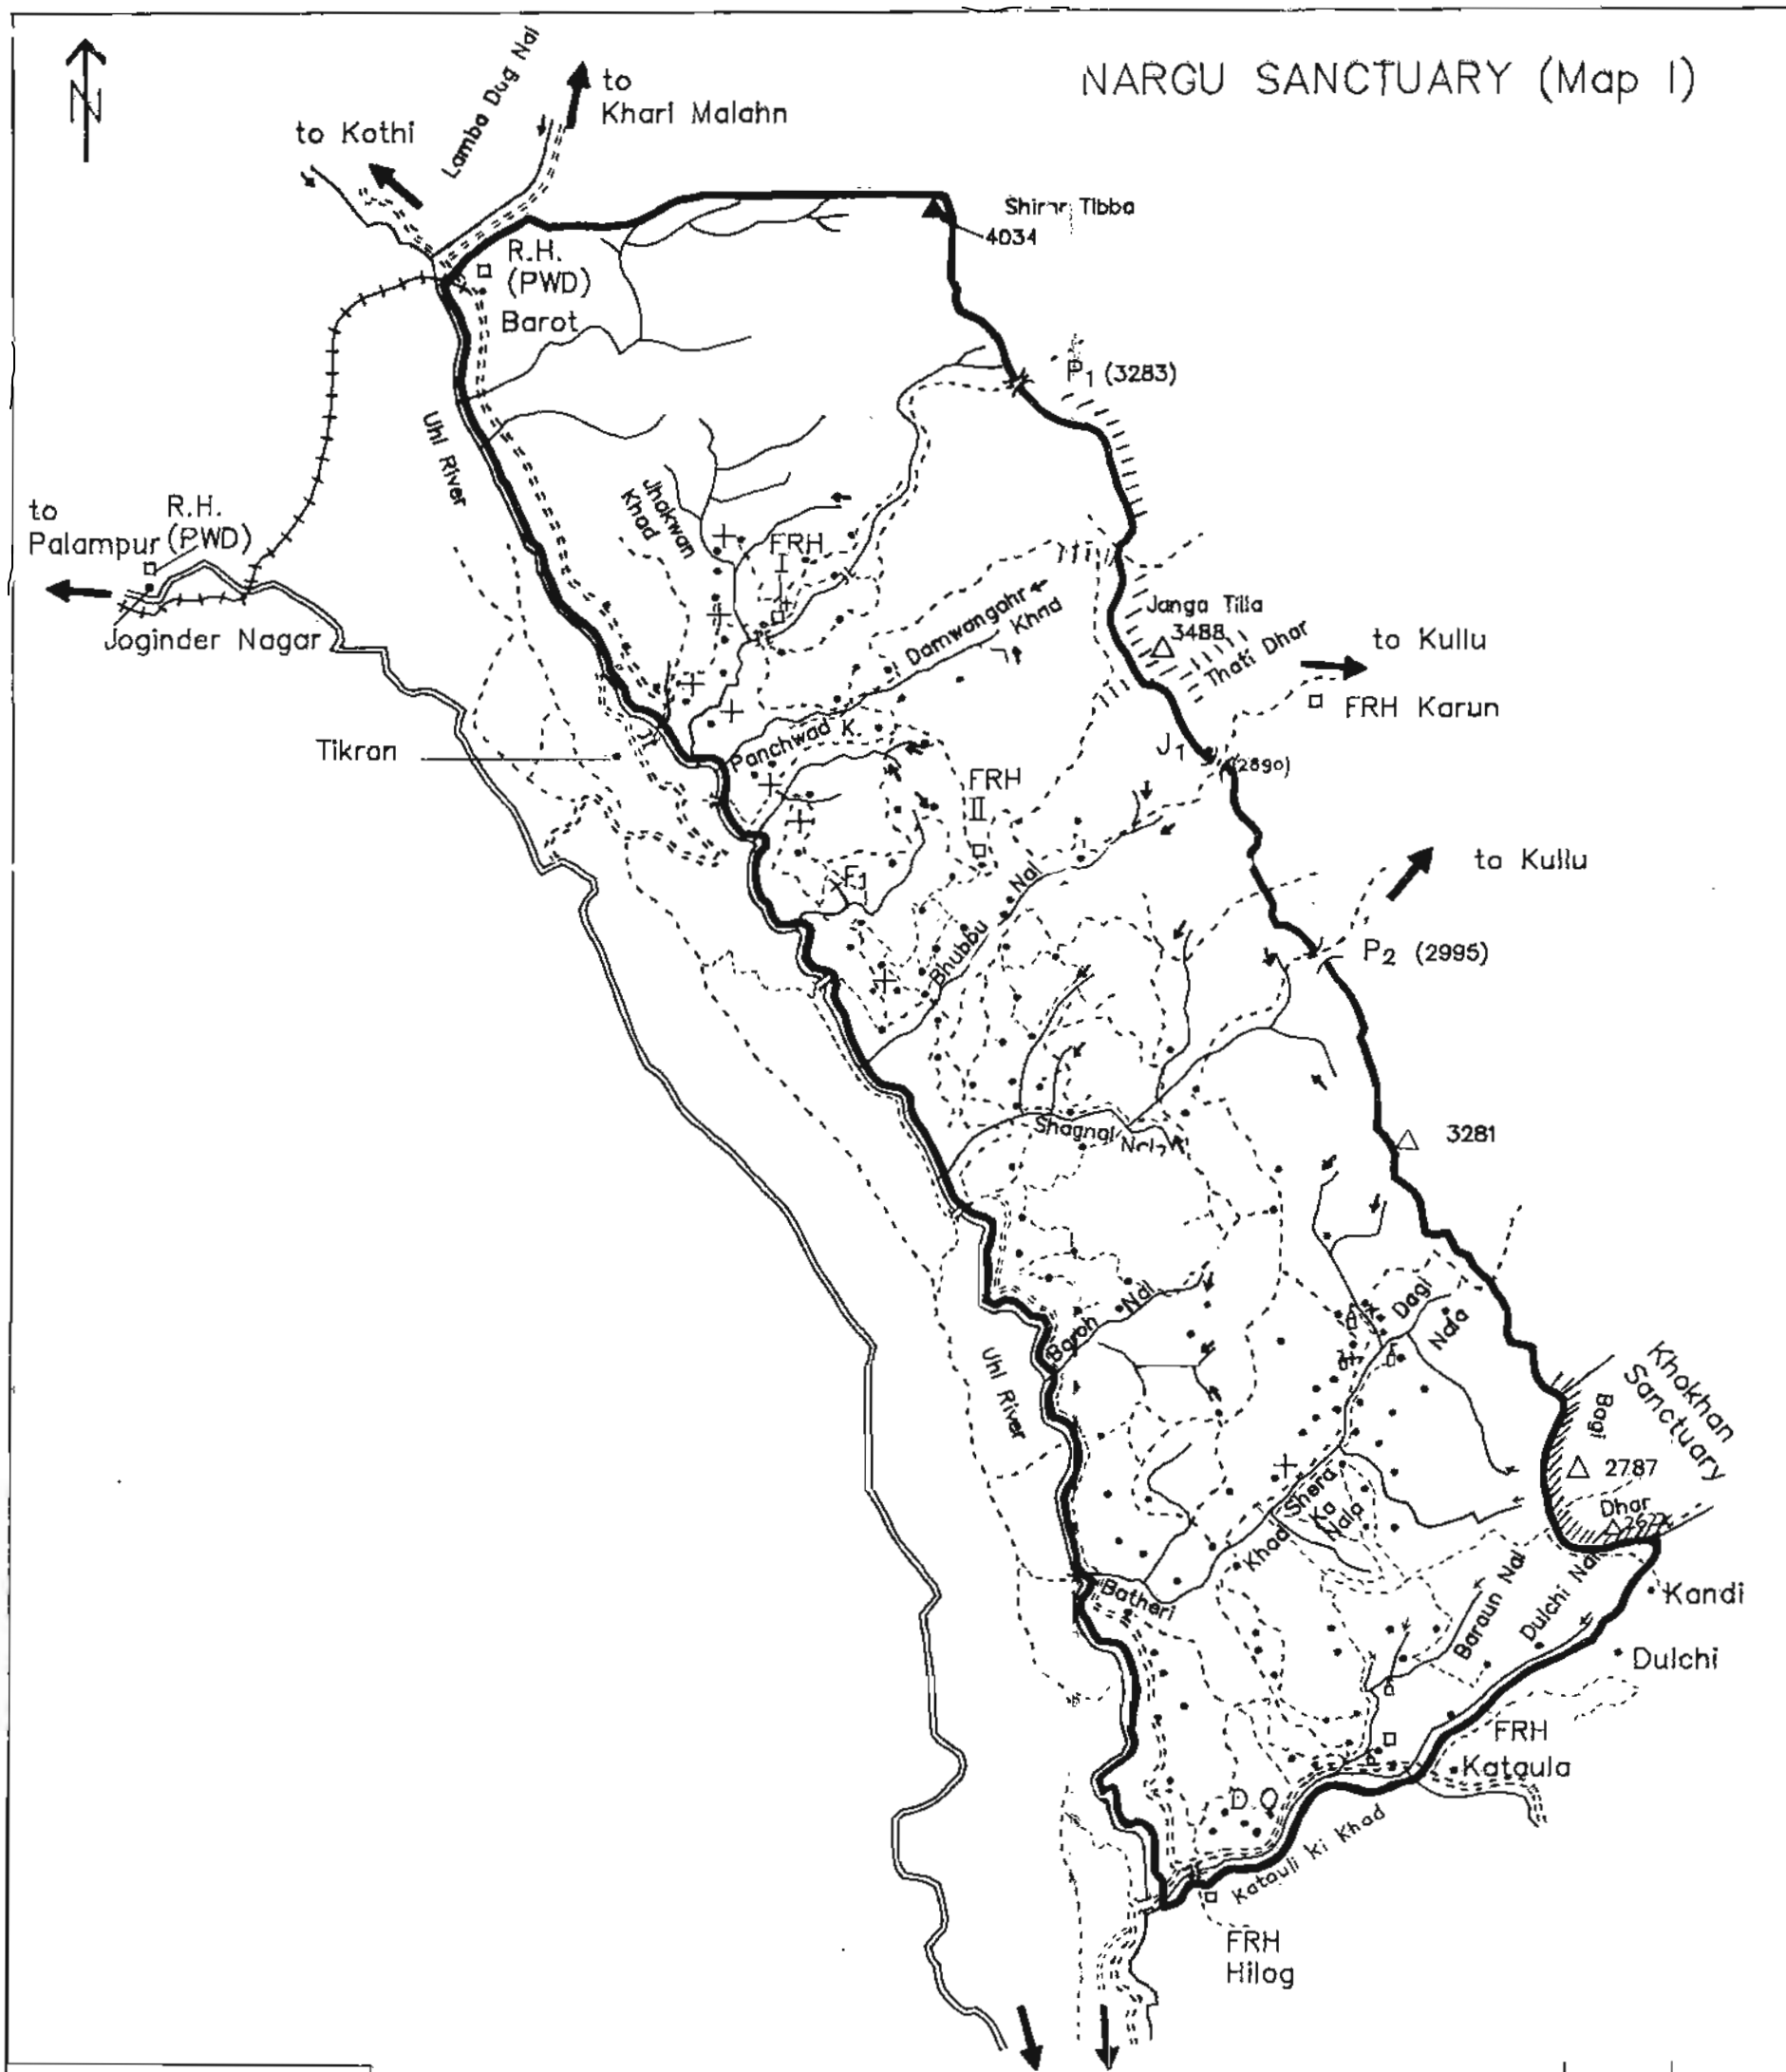 NARGU SANCTUARY (Map I)
N
Lamba Dug Nal
to
Khari Malahn
to Kothi
Tibba
4034
R.H.
(PWD)
Barot
P1 (3283)
Uhl River
Jhakwan
Khad
to
Palampur
R.H.
(PWD)
FRH
I
Joginder Nagar
Damwangahr
Khad
Janga Tilla
3488
Thati Dhar
to Kullu
FRH Karun
J1
(2890)
Tikran
Panchwad K.
FRH
II
to Kullu
F1
Bhubbu Nal
P2 (2995)
Shagnal
3281
Baroh Nal
Dagi
Nala
Uhl River
Khokhan
Sanctuary
Bagi
2787
Dhar
Khad Shera
Ka
Nala
Batheri
Baraun Nal
Dulchi Nal
Kandi
Dulchi
FRH
Kataula
Katauli Ki Khad
FRH
Hilog